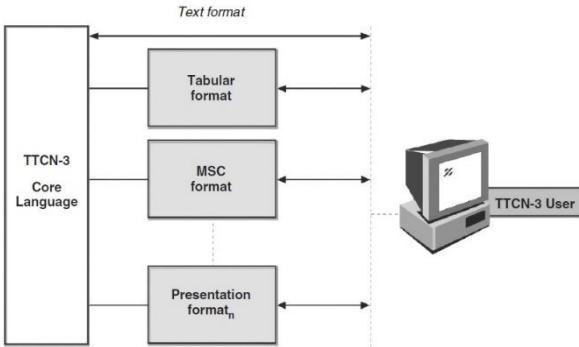 Text format
Tabular
format
TTCN-3
Core
Language
MSC
format
TTCN-3 User
Presentation
formatn